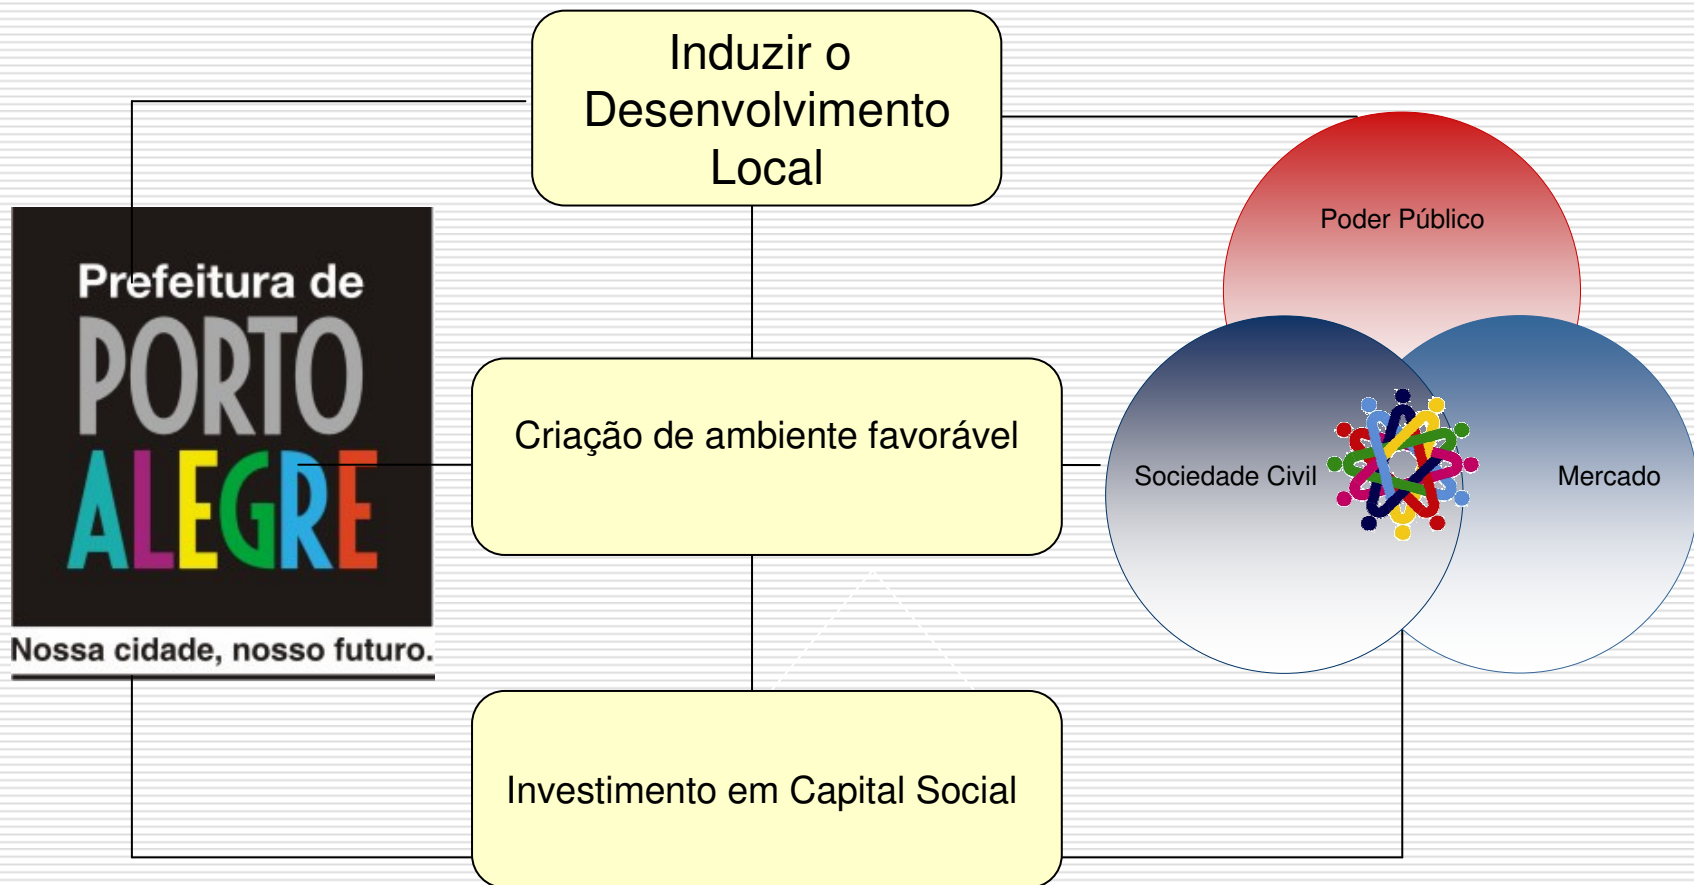 Induzir o
Desenvolvimento
Local
Prefeitura de
PORTO
ALEGRE
Nossa cidade, nosso futuro.
Criação de ambiente favorável
Investimento em Capital Social
Poder Público
Sociedade Civil
Mercado